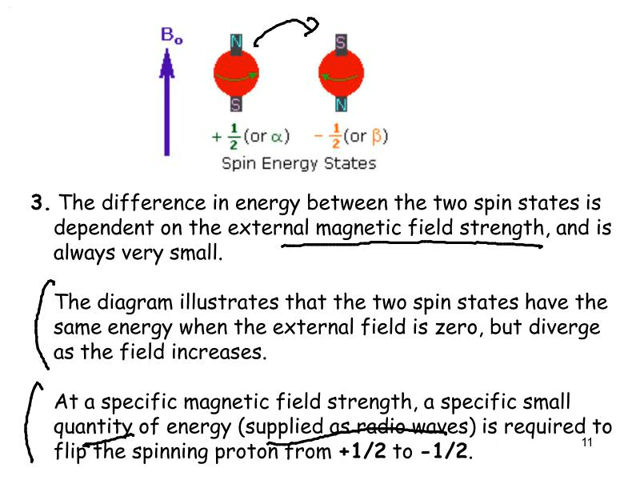 B₀
N S
S N
+ 1/2 (or α) - 1/2 (or β)
Spin Energy States
3. The difference in energy between the two spin states is
dependent on the external magnetic field strength, and is
always very small.
The diagram illustrates that the two spin states have the
same energy when the external field is zero, but diverge
as the field increases.
At a specific magnetic field strength, a specific small
quantity of energy (supplied as radio waves) is required to
flip the spinning proton from +1/2 to -1/2.
11